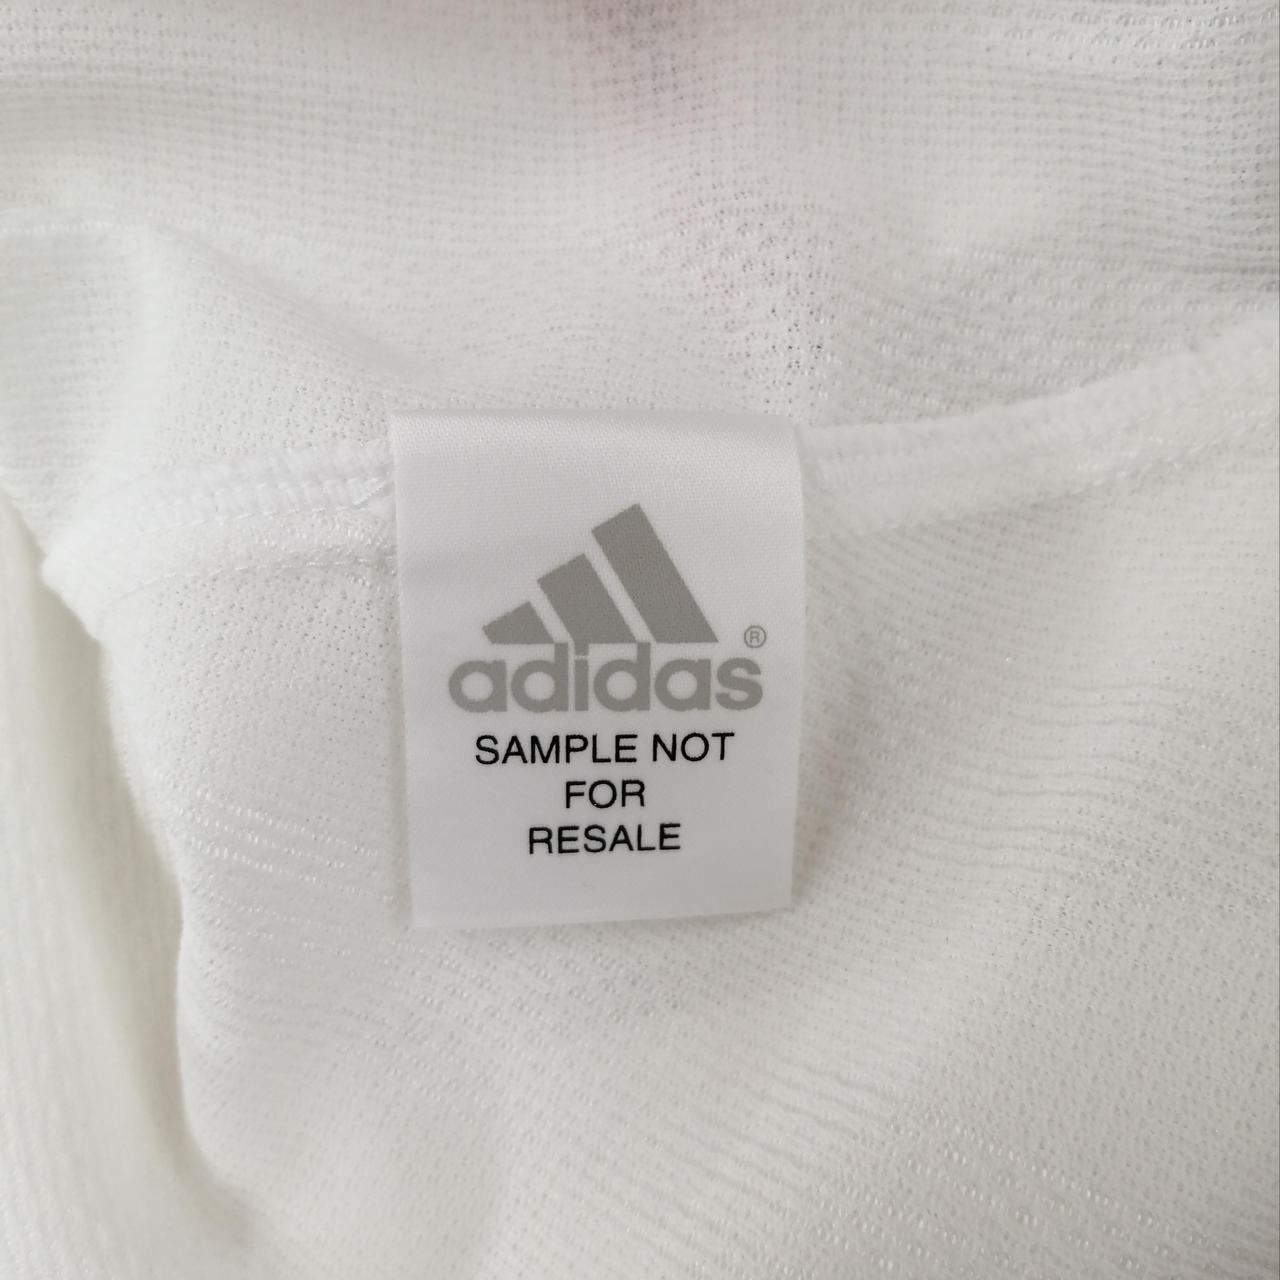 ®
adidas
SAMPLE NOT
FOR
RESALE